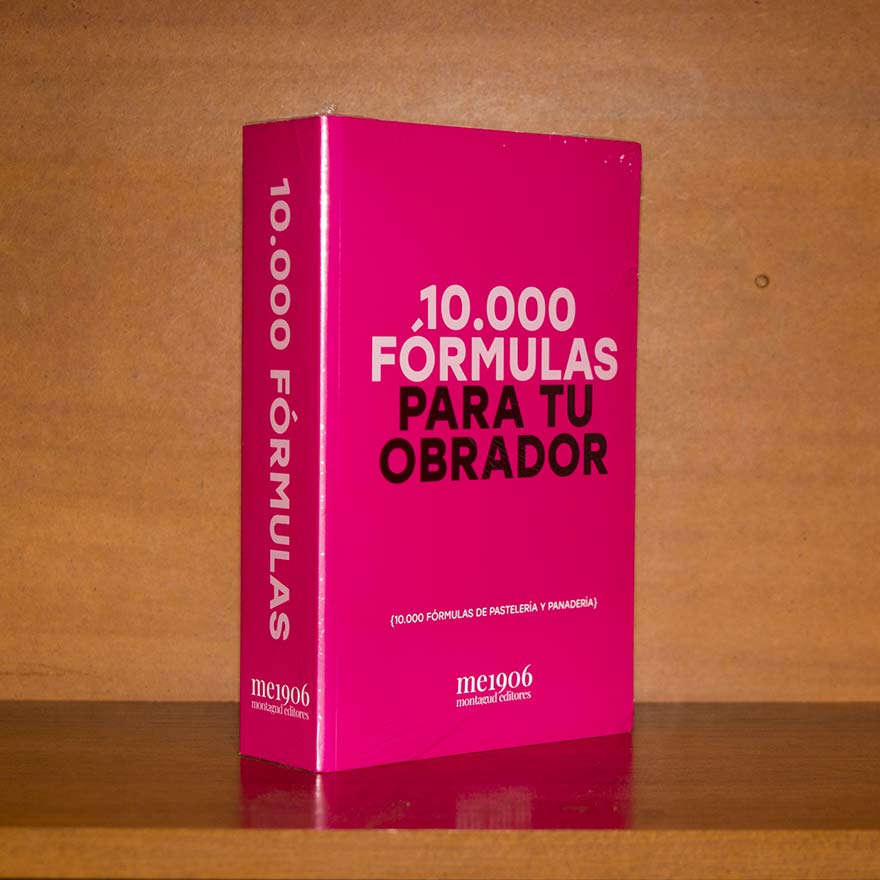 10.000 FÓRMULAS
me1906
montagud editores
10.000
FÓRMULAS
PARA TU
OBRADOR
{10.000 FÓRMULAS DE PASTELERÍA Y PANADERÍA}
me1906
montagud editores